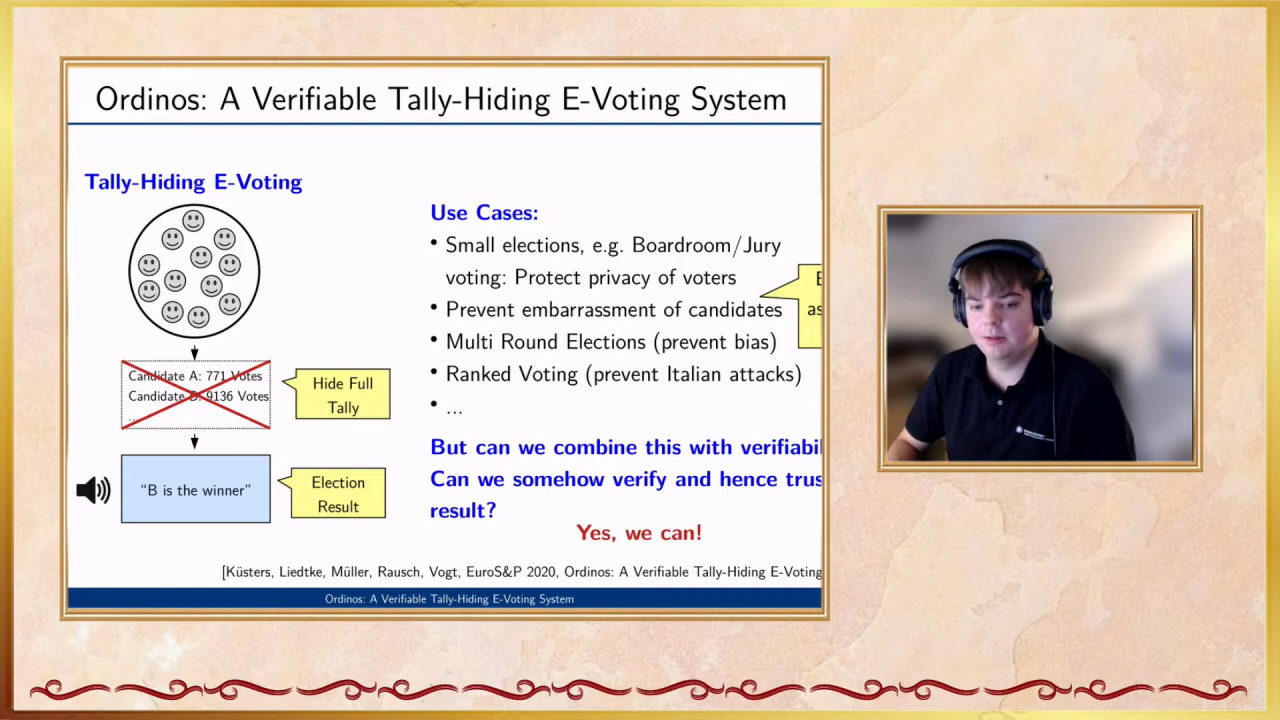 Ordinos: A Verifiable Tally-Hiding E-Voting System
Tally-Hiding E-Voting
Candidate A: 771 Votes
Candidate B: 9136 Votes
...
Hide Full
Tally
"B is the winner"
Election
Result
Use Cases:
• Small elections, e.g. Boardroom/Jury
voting: Protect privacy of voters
• Prevent embarrassment of candidates
• Multi Round Elections (prevent bias)
• Ranked Voting (prevent Italian attacks)
• ...
But can we combine this with verifiabil
Can we somehow verify and hence trus
result?
Yes, we can!
as
[Küsters, Liedtke, Müller, Rausch, Vogt, EuroS&P 2020, Ordinos: A Verifiable Tally-Hiding E-Voting
Ordinos: A Verifiable Tally-Hiding E-Voting System